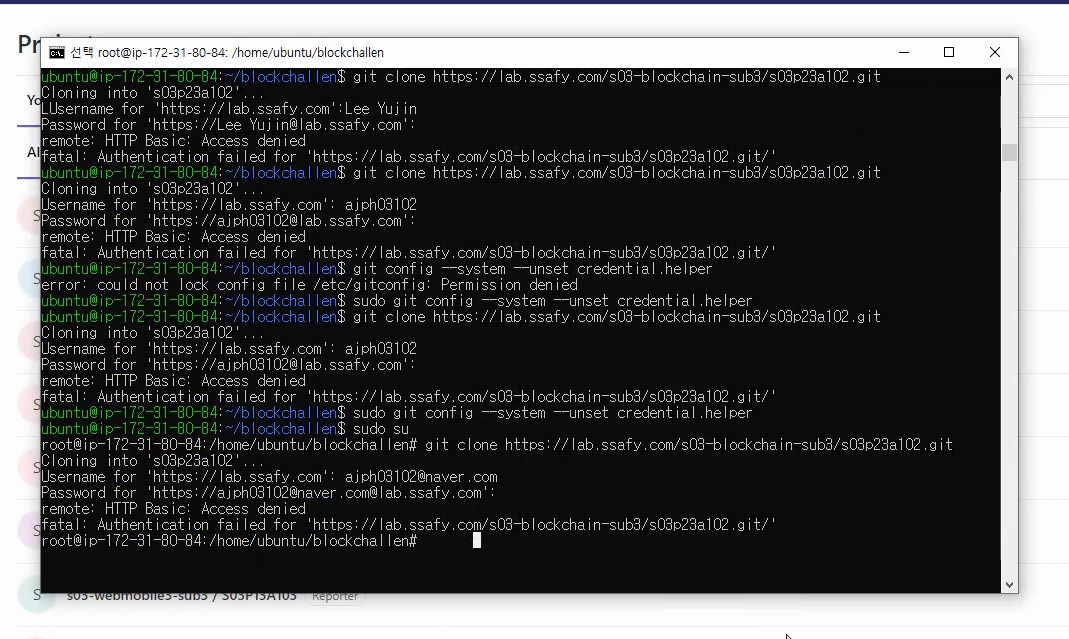 선택 root@ip-172-31-80-84: /home/ubuntu/blockchallen
ubuntu@ip-172-31-80-84:~/blockchallen$ git clone https://lab.ssafy.com/s03-blockchain-sub3/s03p23a102.git
Cloning into 's03p23a102'...
LUsername for 'https://lab.ssafy.com':Lee Yujin
Password for 'https://Lee Yujin@lab.ssafy.com':
remote: HTTP Basic: Access denied
fatal: Authentication failed for 'https://lab.ssafy.com/s03-blockchain-sub3/s03p23a102.git/'
ubuntu@ip-172-31-80-84:~/blockchallen$ git clone https://lab.ssafy.com/s03-blockchain-sub3/s03p23a102.git
Cloning into 's03p23a102'...
Username for 'https://lab.ssafy.com': ajph03102
Password for 'https://ajph03102@lab.ssafy.com':
remote: HTTP Basic: Access denied
fatal: Authentication failed for 'https://lab.ssafy.com/s03-blockchain-sub3/s03p23a102.git/'
ubuntu@ip-172-31-80-84:~/blockchallen$ git config --system --unset credential.helper
error: could not lock config file /etc/gitconfig: Permission denied
ubuntu@ip-172-31-80-84:~/blockchallen$ sudo git config --system --unset credential.helper
ubuntu@ip-172-31-80-84:~/blockchallen$ git clone https://lab.ssafy.com/s03-blockchain-sub3/s03p23a102.git
Cloning into 's03p23a102'...
Username for 'https://lab.ssafy.com': ajph03102
Password for 'https://ajph03102@lab.ssafy.com':
remote: HTTP Basic: Access denied
fatal: Authentication failed for 'https://lab.ssafy.com/s03-blockchain-sub3/s03p23a102.git/'
ubuntu@ip-172-31-80-84:~/blockchallen$ sudo git config --system --unset credential.helper
ubuntu@ip-172-31-80-84:~/blockchallen$ sudo su
root@ip-172-31-80-84:/home/ubuntu/blockchallen# git clone https://lab.ssafy.com/s03-blockchain-sub3/s03p23a102.git
Cloning into 's03p23a102'...
Username for 'https://lab.ssafy.com': ajph03102@naver.com
Password for 'https://ajph03102@naver.com@lab.ssafy.com':
remote: HTTP Basic: Access denied
fatal: Authentication failed for 'https://lab.ssafy.com/s03-blockchain-sub3/s03p23a102.git/'
root@ip-172-31-80-84:/home/ubuntu/blockchallen#
S s03-webmobile3-sub3 / S03P13A103 Reporter